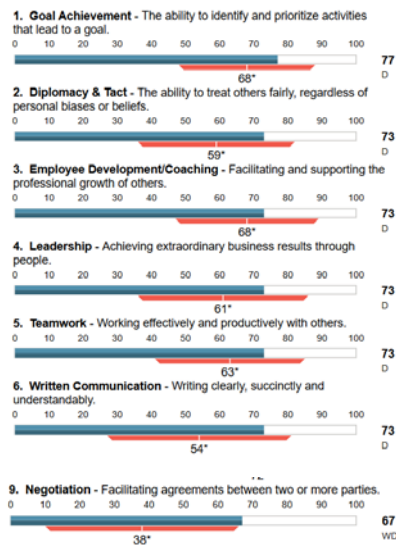 1. Goal Achievement - The ability to identify and prioritize activities
that lead to a goal.
0 10 20 30 40 50 60 70 80 90 100
77
D
68*
2. Diplomacy & Tact - The ability to treat others fairly, regardless of
personal biases or beliefs.
0 10 20 30 40 50 60 70 80 90 100
73
D
59*
3. Employee Development/Coaching - Facilitating and supporting the
professional growth of others.
0 10 20 30 40 50 60 70 80 90 100
73
D
68*
4. Leadership - Achieving extraordinary business results through
people.
0 10 20 30 40 50 60 70 80 90 100
73
D
61*
5. Teamwork - Working effectively and productively with others.
0 10 20 30 40 50 60 70 80 90 100
73
D
63*
6. Written Communication - Writing clearly, succinctly and
understandably.
0 10 20 30 40 50 60 70 80 90 100
73
D
54*
9. Negotiation - Facilitating agreements between two or more parties.
0 10 20 30 40 50 60 70 80 90 100
67
WD
38*